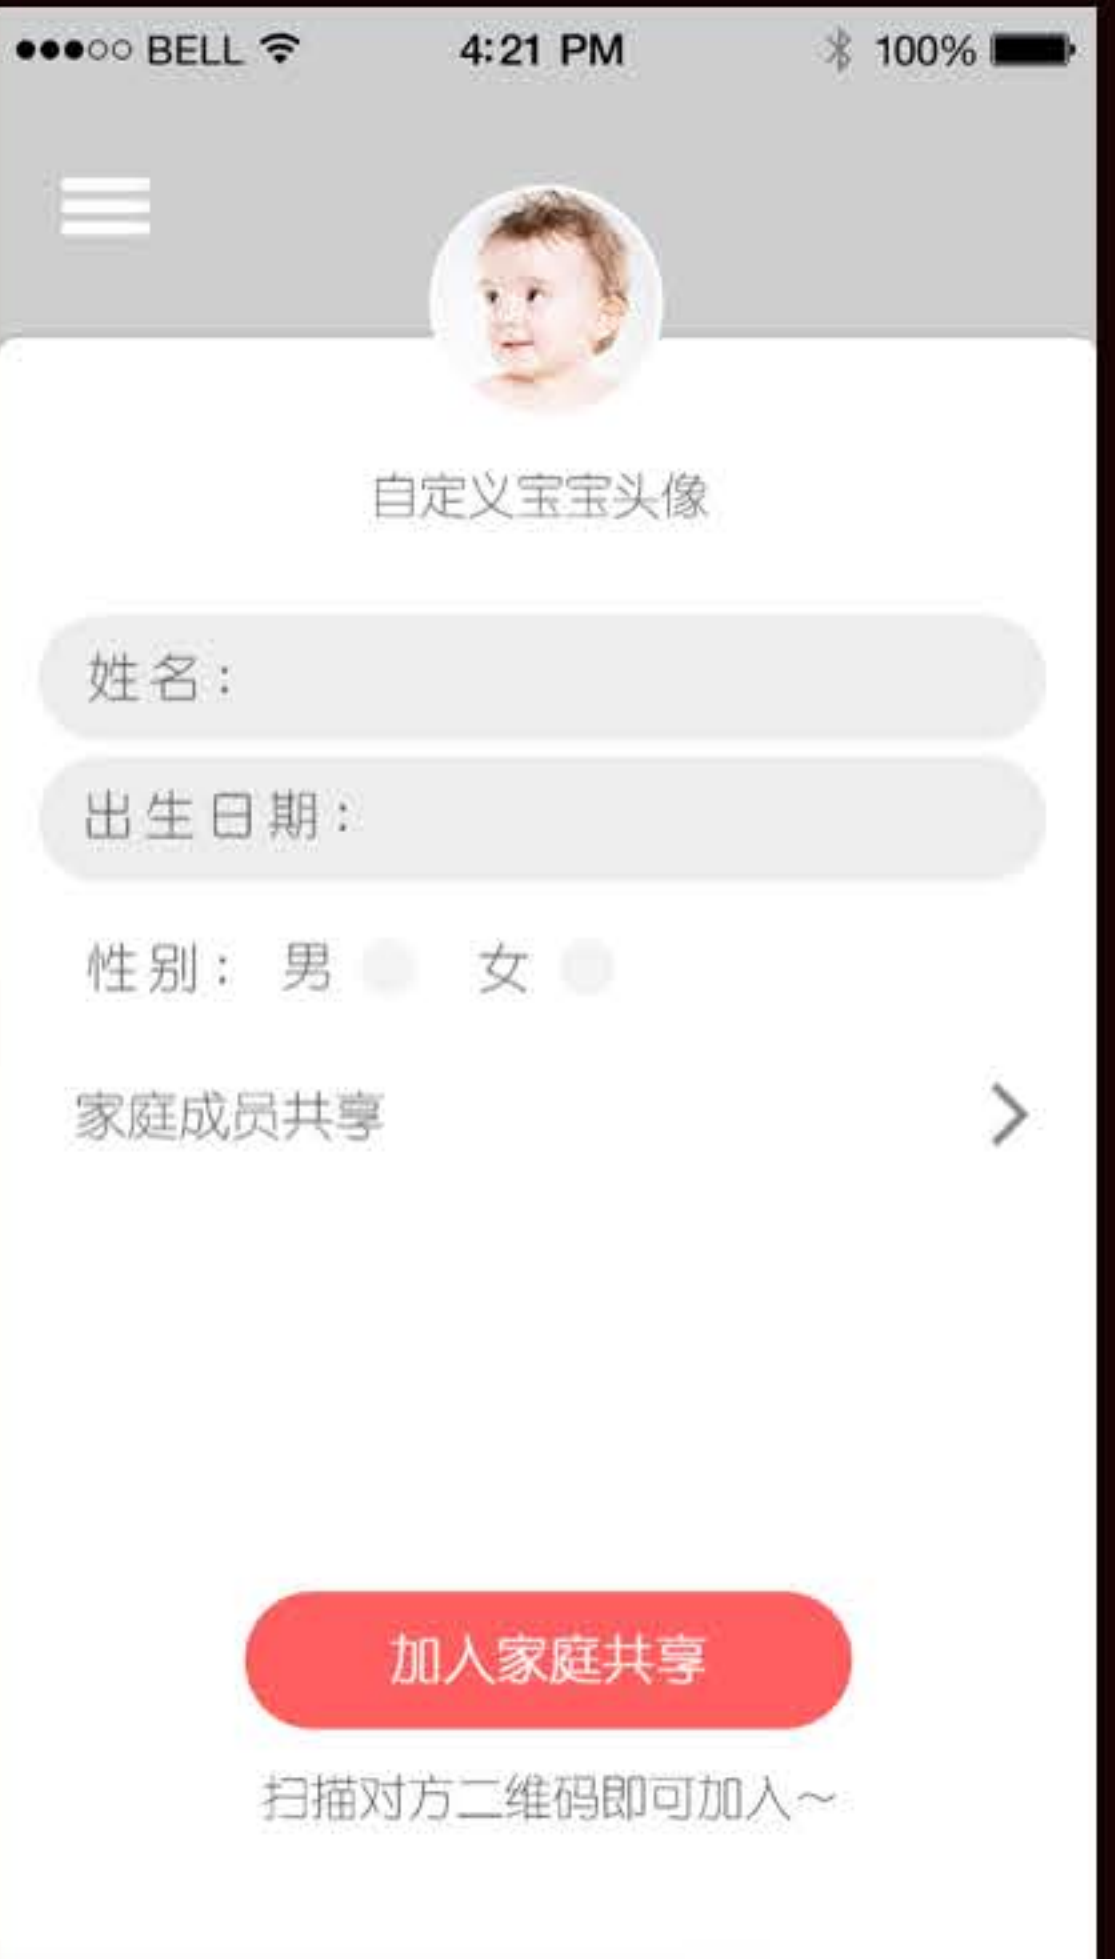 ●●●○○ BELL 4:21 PM 100%
自定义宝宝头像
姓名：
出生日期：
性别： 男 女
家庭成员共享
加入家庭共享
扫描对方二维码即可加入～